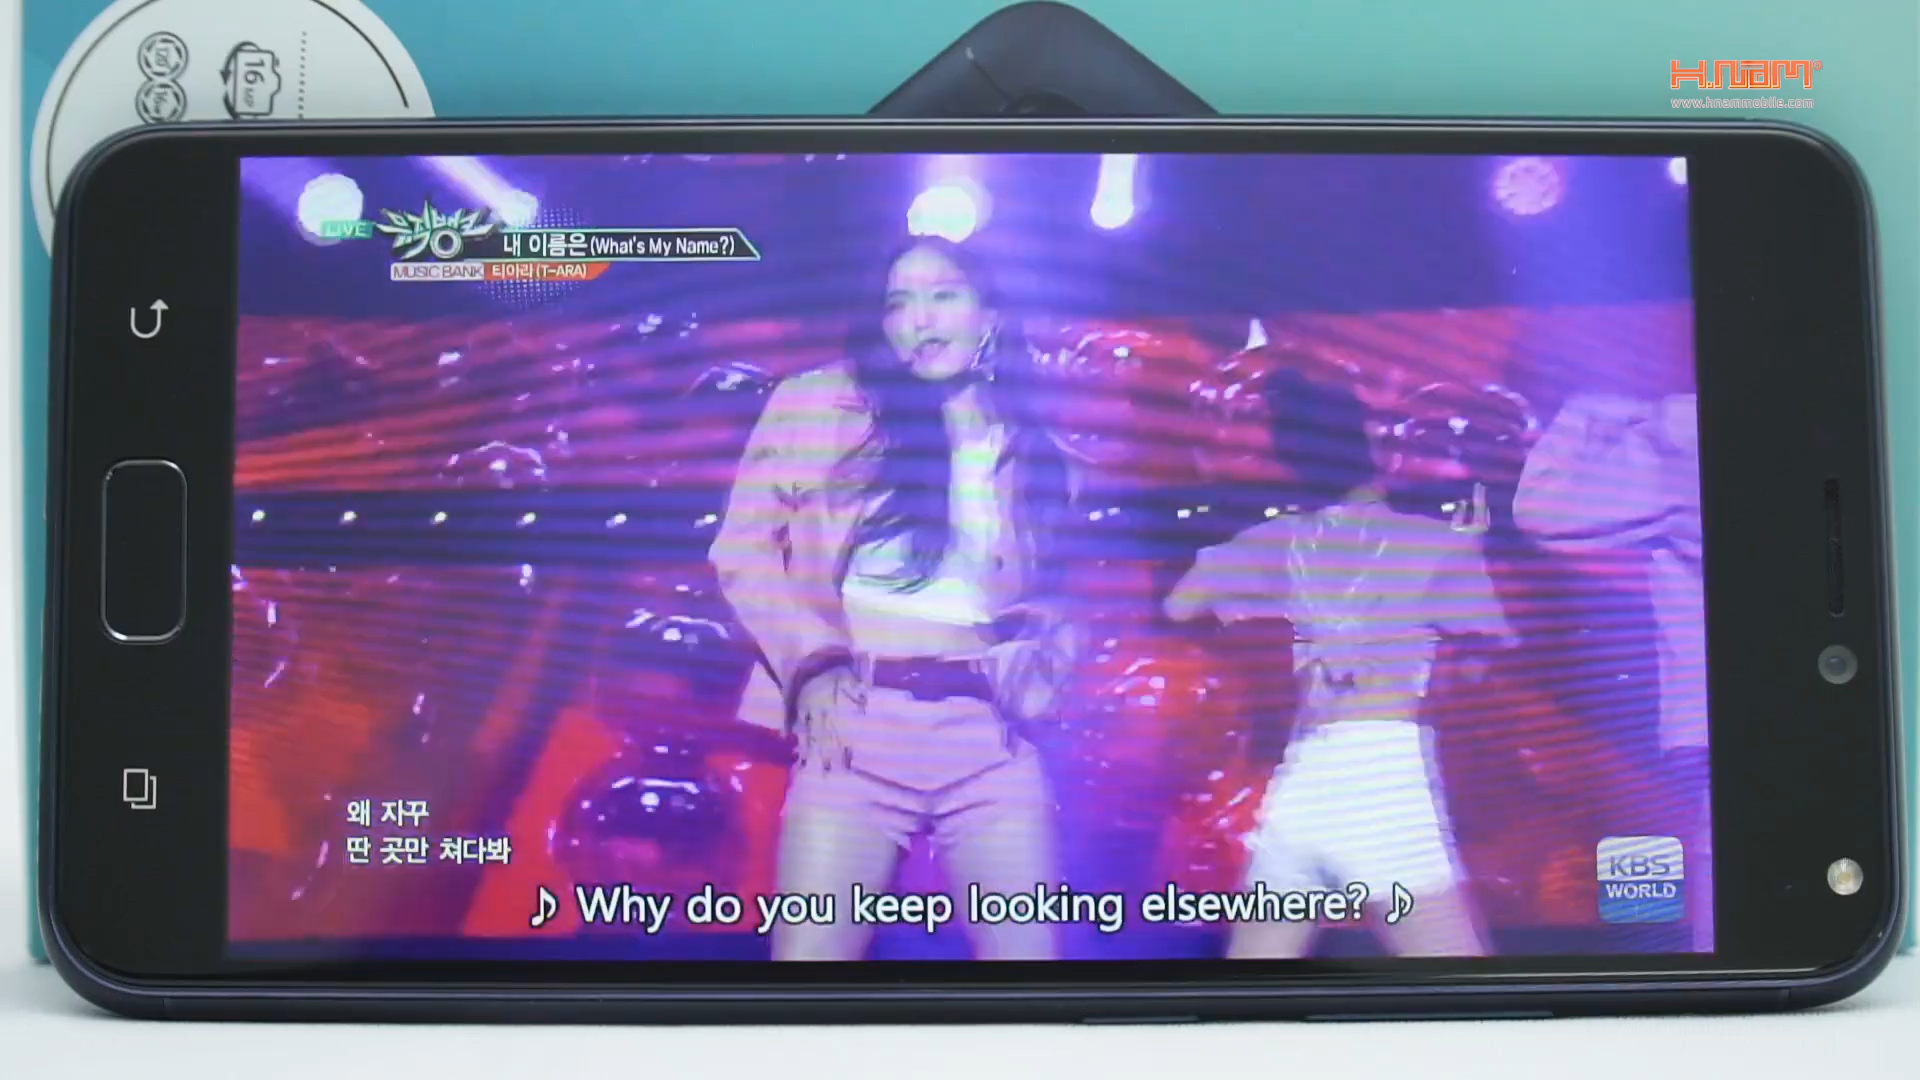 16 MP
H.NAM
www.hnammobile.com
LIVE
뮤직뱅크
내 이름은(What's My Name?)
MUSIC BANK 티아라(T-ARA)
왜 자꾸
딴 곳만 쳐다봐
♪ Why do you keep looking elsewhere? ♪
KBS
WORLD